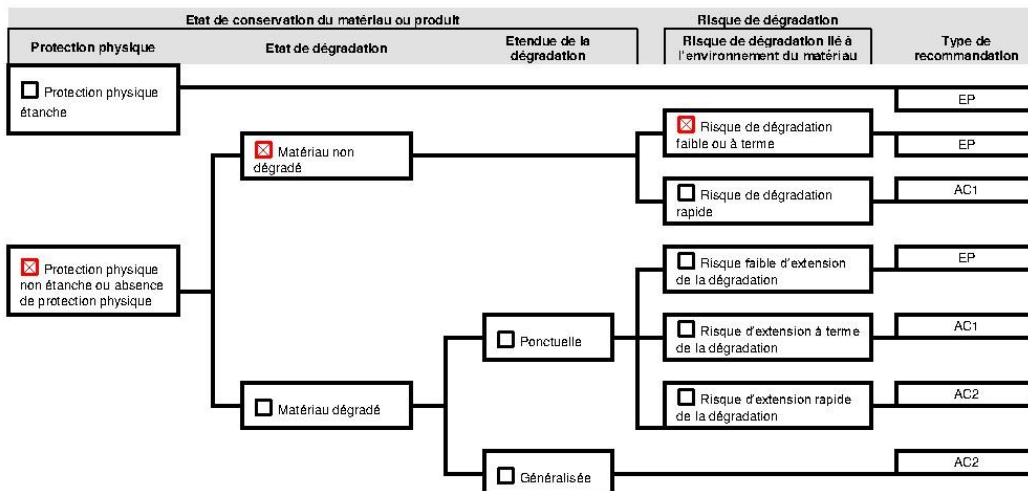 Etat de conservation du matériau ou produit
Risque de dégradation
Protection physique
Etat de dégradation
Etendue de la
dégradation
Risque de dégradation lié à
l'environnement du matériau
Type de
recommandation
Protection physique
étanche
EP
Risque de dégradation
faible ou à terme
EP
Matériau non
dégradé
Risque de dégradation
rapide
AC1
Protection physique
non étanche ou absence
de protection physique
Risque faible d'extension
de la dégradation
EP
Ponctuelle
Risque d'extension à terme
de la dégradation
AC1
Matériau dégradé
Risque d'extension rapide
de la dégradation
AC2
Généralisée
AC2